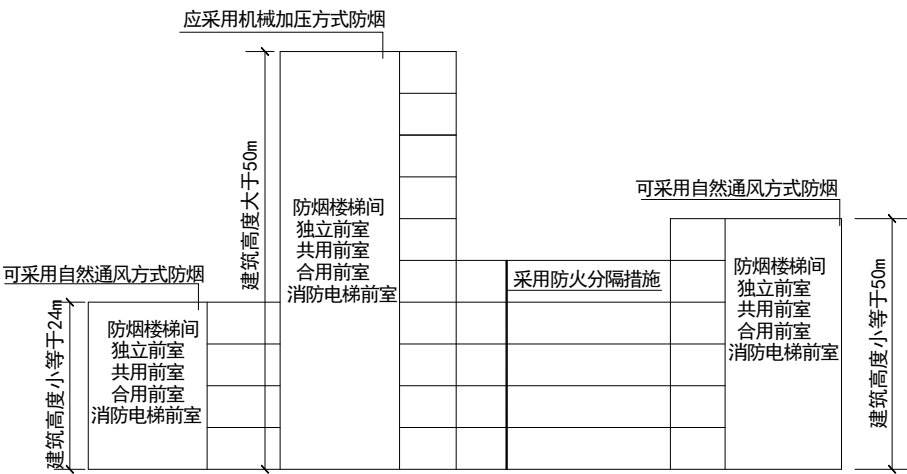 应采用机械加压方式防烟
建筑高度大于50m
防烟楼梯间
独立前室
共用前室
合用前室
消防电梯前室
可采用自然通风方式防烟
建筑高度小等于24m
防烟楼梯间
独立前室
共用前室
合用前室
消防电梯前室
采用防火分隔措施
可采用自然通风方式防烟
防烟楼梯间
独立前室
共用前室
合用前室
消防电梯前室
建筑高度小等于50m